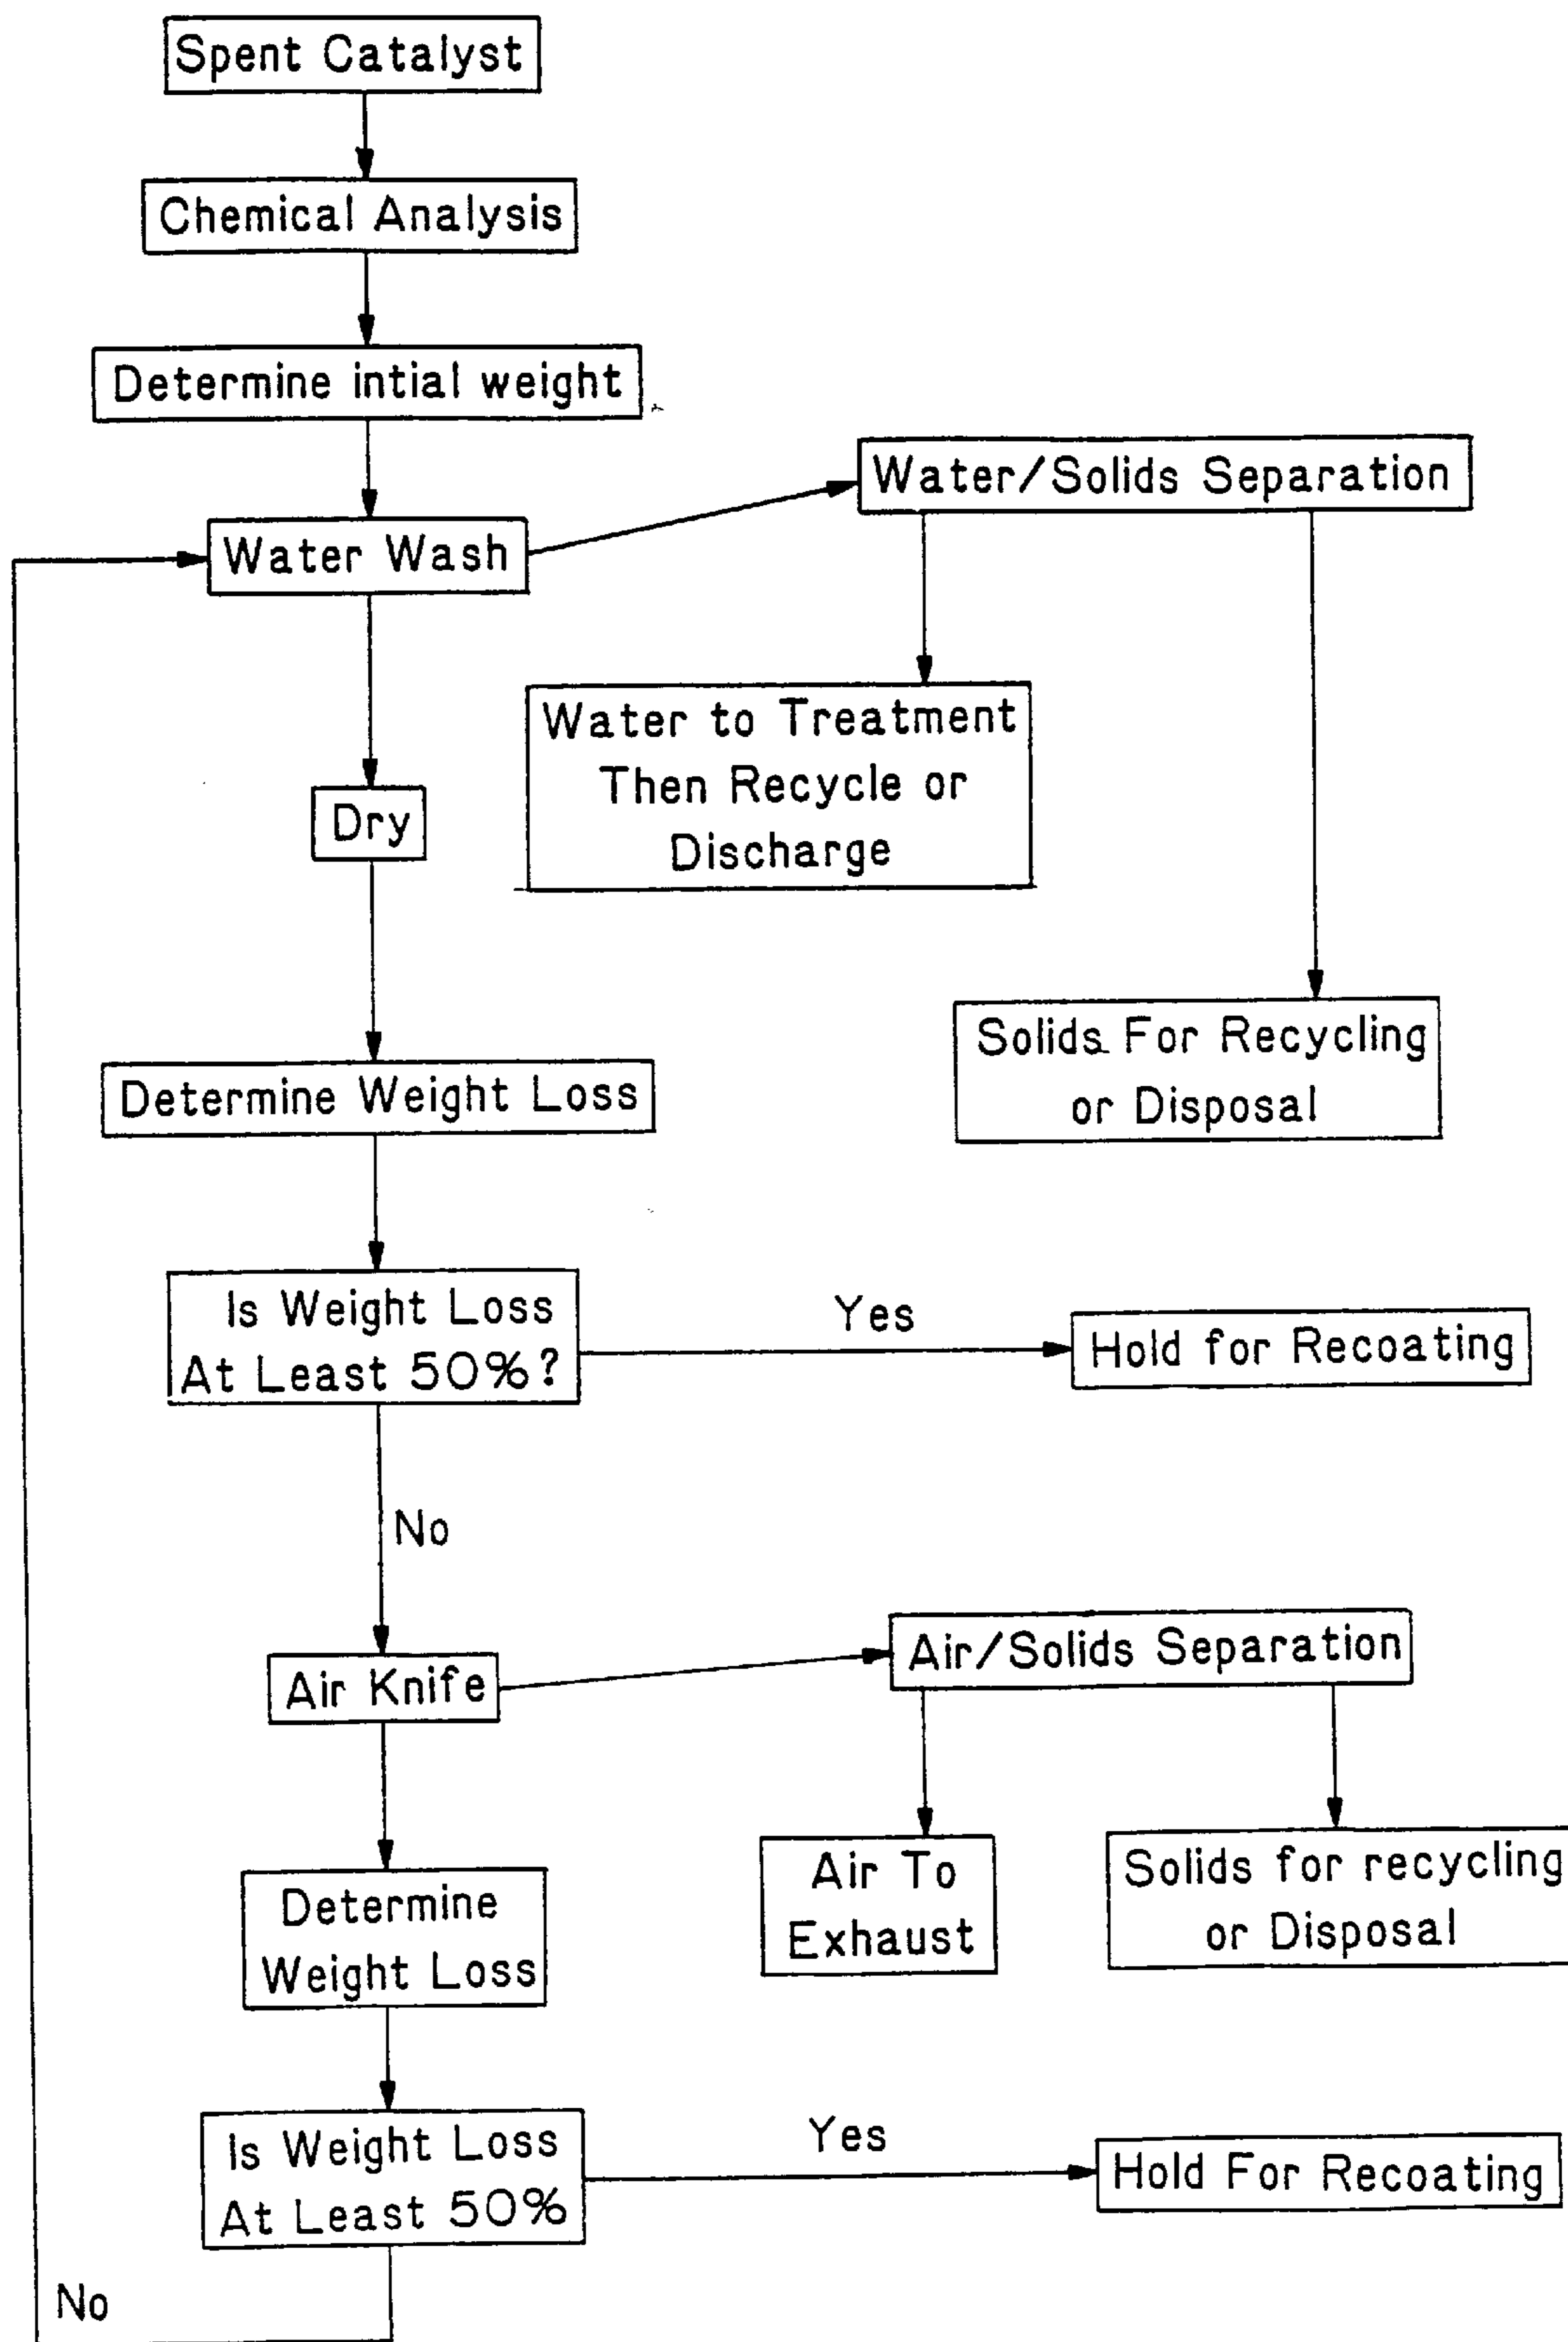 Spent Catalyst
Chemical Analysis
Determine intial weight
Water/Solids Separation
Water Wash
Water to Treatment
Then Recycle or
Discharge
Dry
Solids For Recycling
or Disposal
Determine Weight Loss
Is Weight Loss
At Least 50%?
Yes
Hold for Recoating
No
Air/Solids Separation
Air Knife
Air To
Exhaust
Solids for recycling
or Disposal
Determine
Weight Loss
Is Weight Loss
At Least 50%
Yes
Hold For Recoating
No